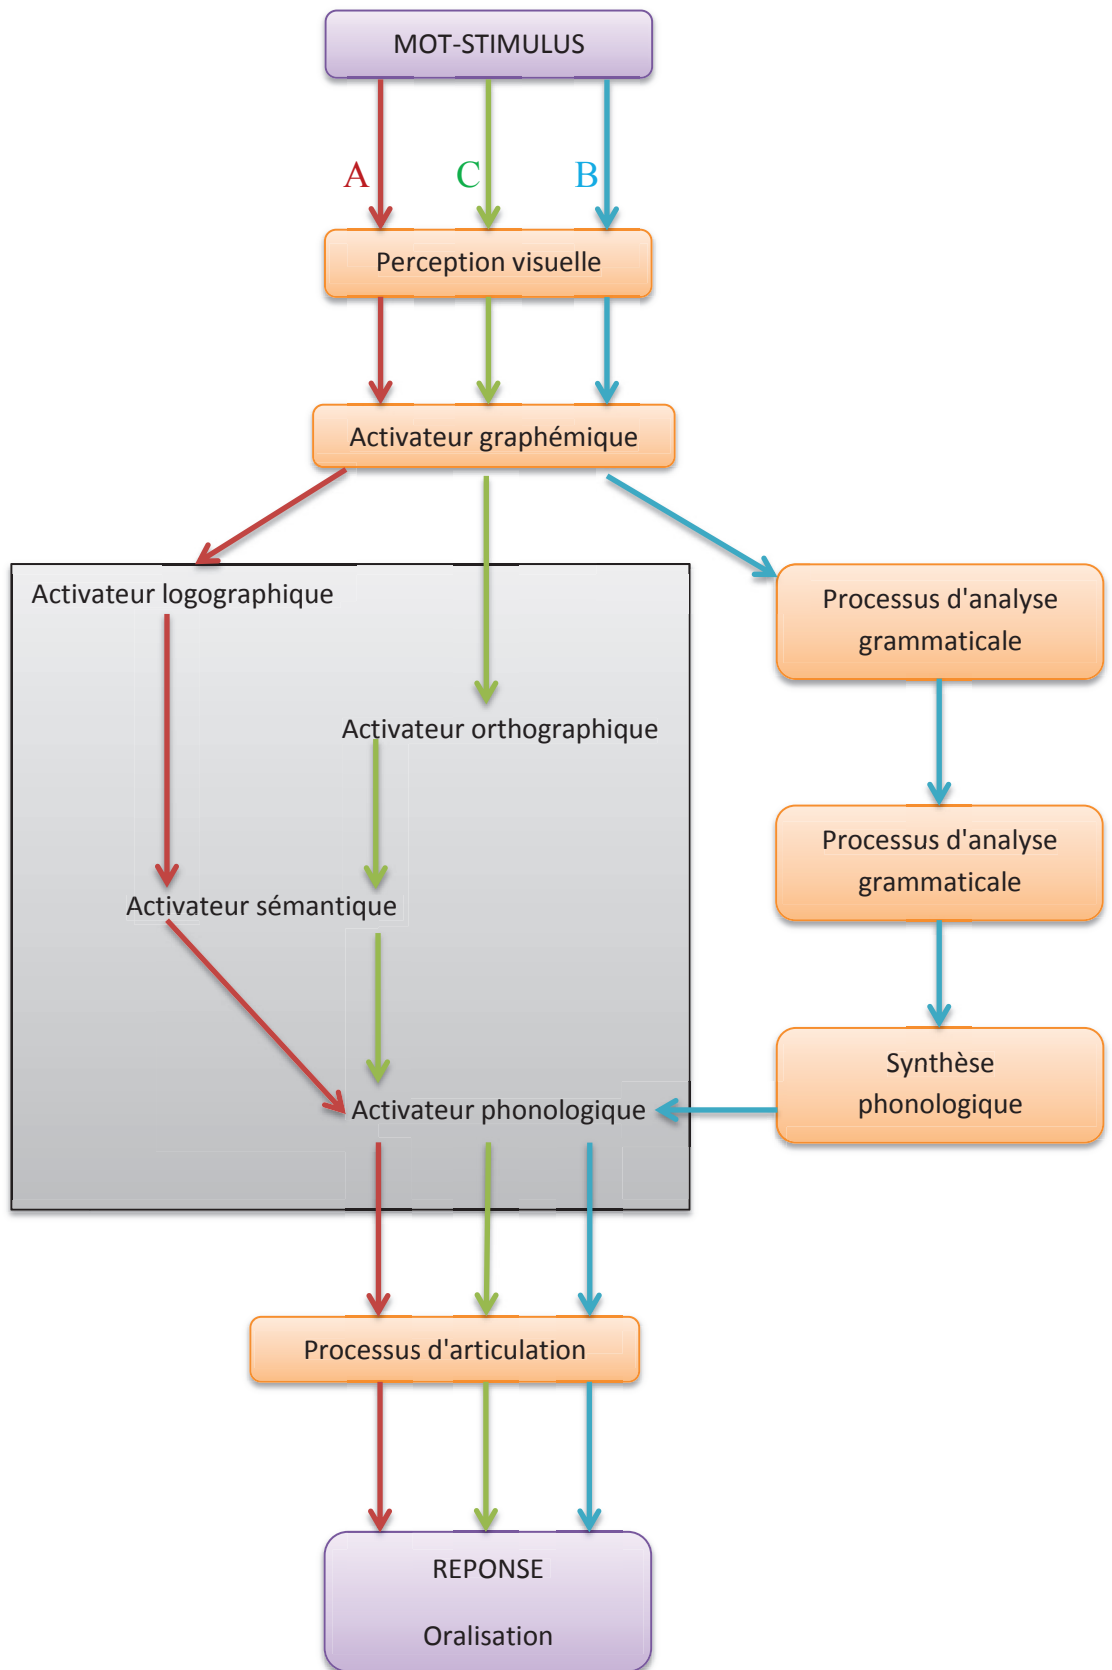 MOT-STIMULUS
A
C
B
Perception visuelle
Activateur graphémique
Activateur logographique
Processus d'analyse
grammaticale
Activateur orthographique
Processus d'analyse
grammaticale
Activateur sémantique
Synthèse
phonologique
Activateur phonologique
Processus d'articulation
REPONSE
Oralisation